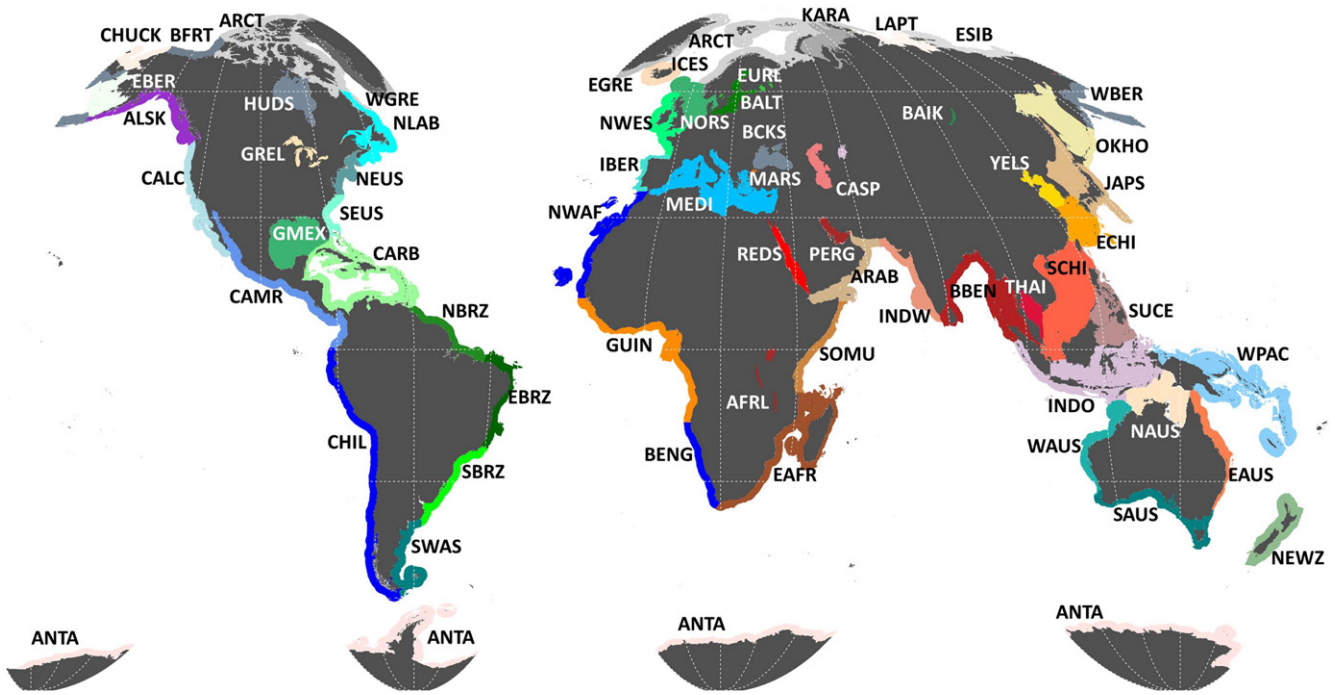 ARCT
KARA
LAPT
ESIB
CHUCK
BFRT
ARCT
ICES
EGRE
EBER
HUDS
WGRE
EURL
WBER
ALSK
NLAB
NWES
NORS
BALT
BAIK
OKHO
BCKS
GREL
IBER
YELS
CALC
NEUS
MARS
CASP
JAPS
MEDI
SEUS
NWAF
GMEX
ECHI
CARB
REDS
PERG
SCHI
ARAB
CAMR
BBEN
THAI
NBRZ
INDW
SUCE
GUIN
SOMU
WPAC
EBRZ
AFRL
INDO
NAUS
CHIL
WAUS
BENG
SBRZ
EAFR
EAUS
SAUS
SWAS
NEWZ
ANTA
ANTA
ANTA
ANTA